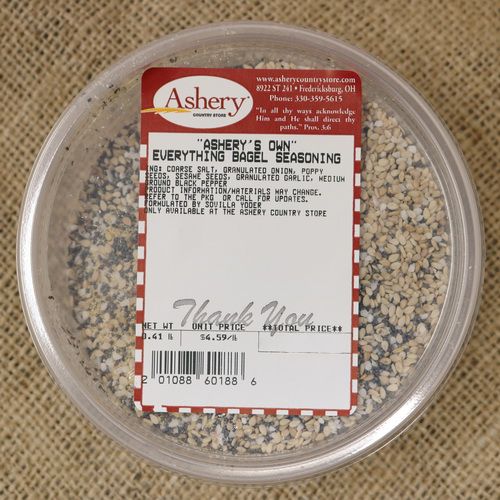 Ashery
COUNTRY STORE
www.asherycountrystore.com
8922 ST 241 • Fredericksburg, OH
Phone: 330-359-5615
"In all thy ways acknowledge
Him and He shall direct thy
paths." Prov. 3:6
"ASHERY'S OWN"
EVERYTHING BAGEL SEASONING
ING: COARSE SALT, GRANULATED ONION, POPPY
SEEDS, SESAME SEEDS, GRANULATED GARLIC, MEDIUM
GROUND BLACK PEPPER
PRODUCT INFORMATION/MATERIALS MAY CHANGE.
REFER TO THE PKG OR CALL FOR UPDATES.
FORMULATED BY SOVILLA YODER
ONLY AVAILABLE AT THE ASHERY COUNTRY STORE
Thank You
NET WT UNIT PRICE **TOTAL PRICE**
0.41 lb $4.59/lb
2 01088 60188 6